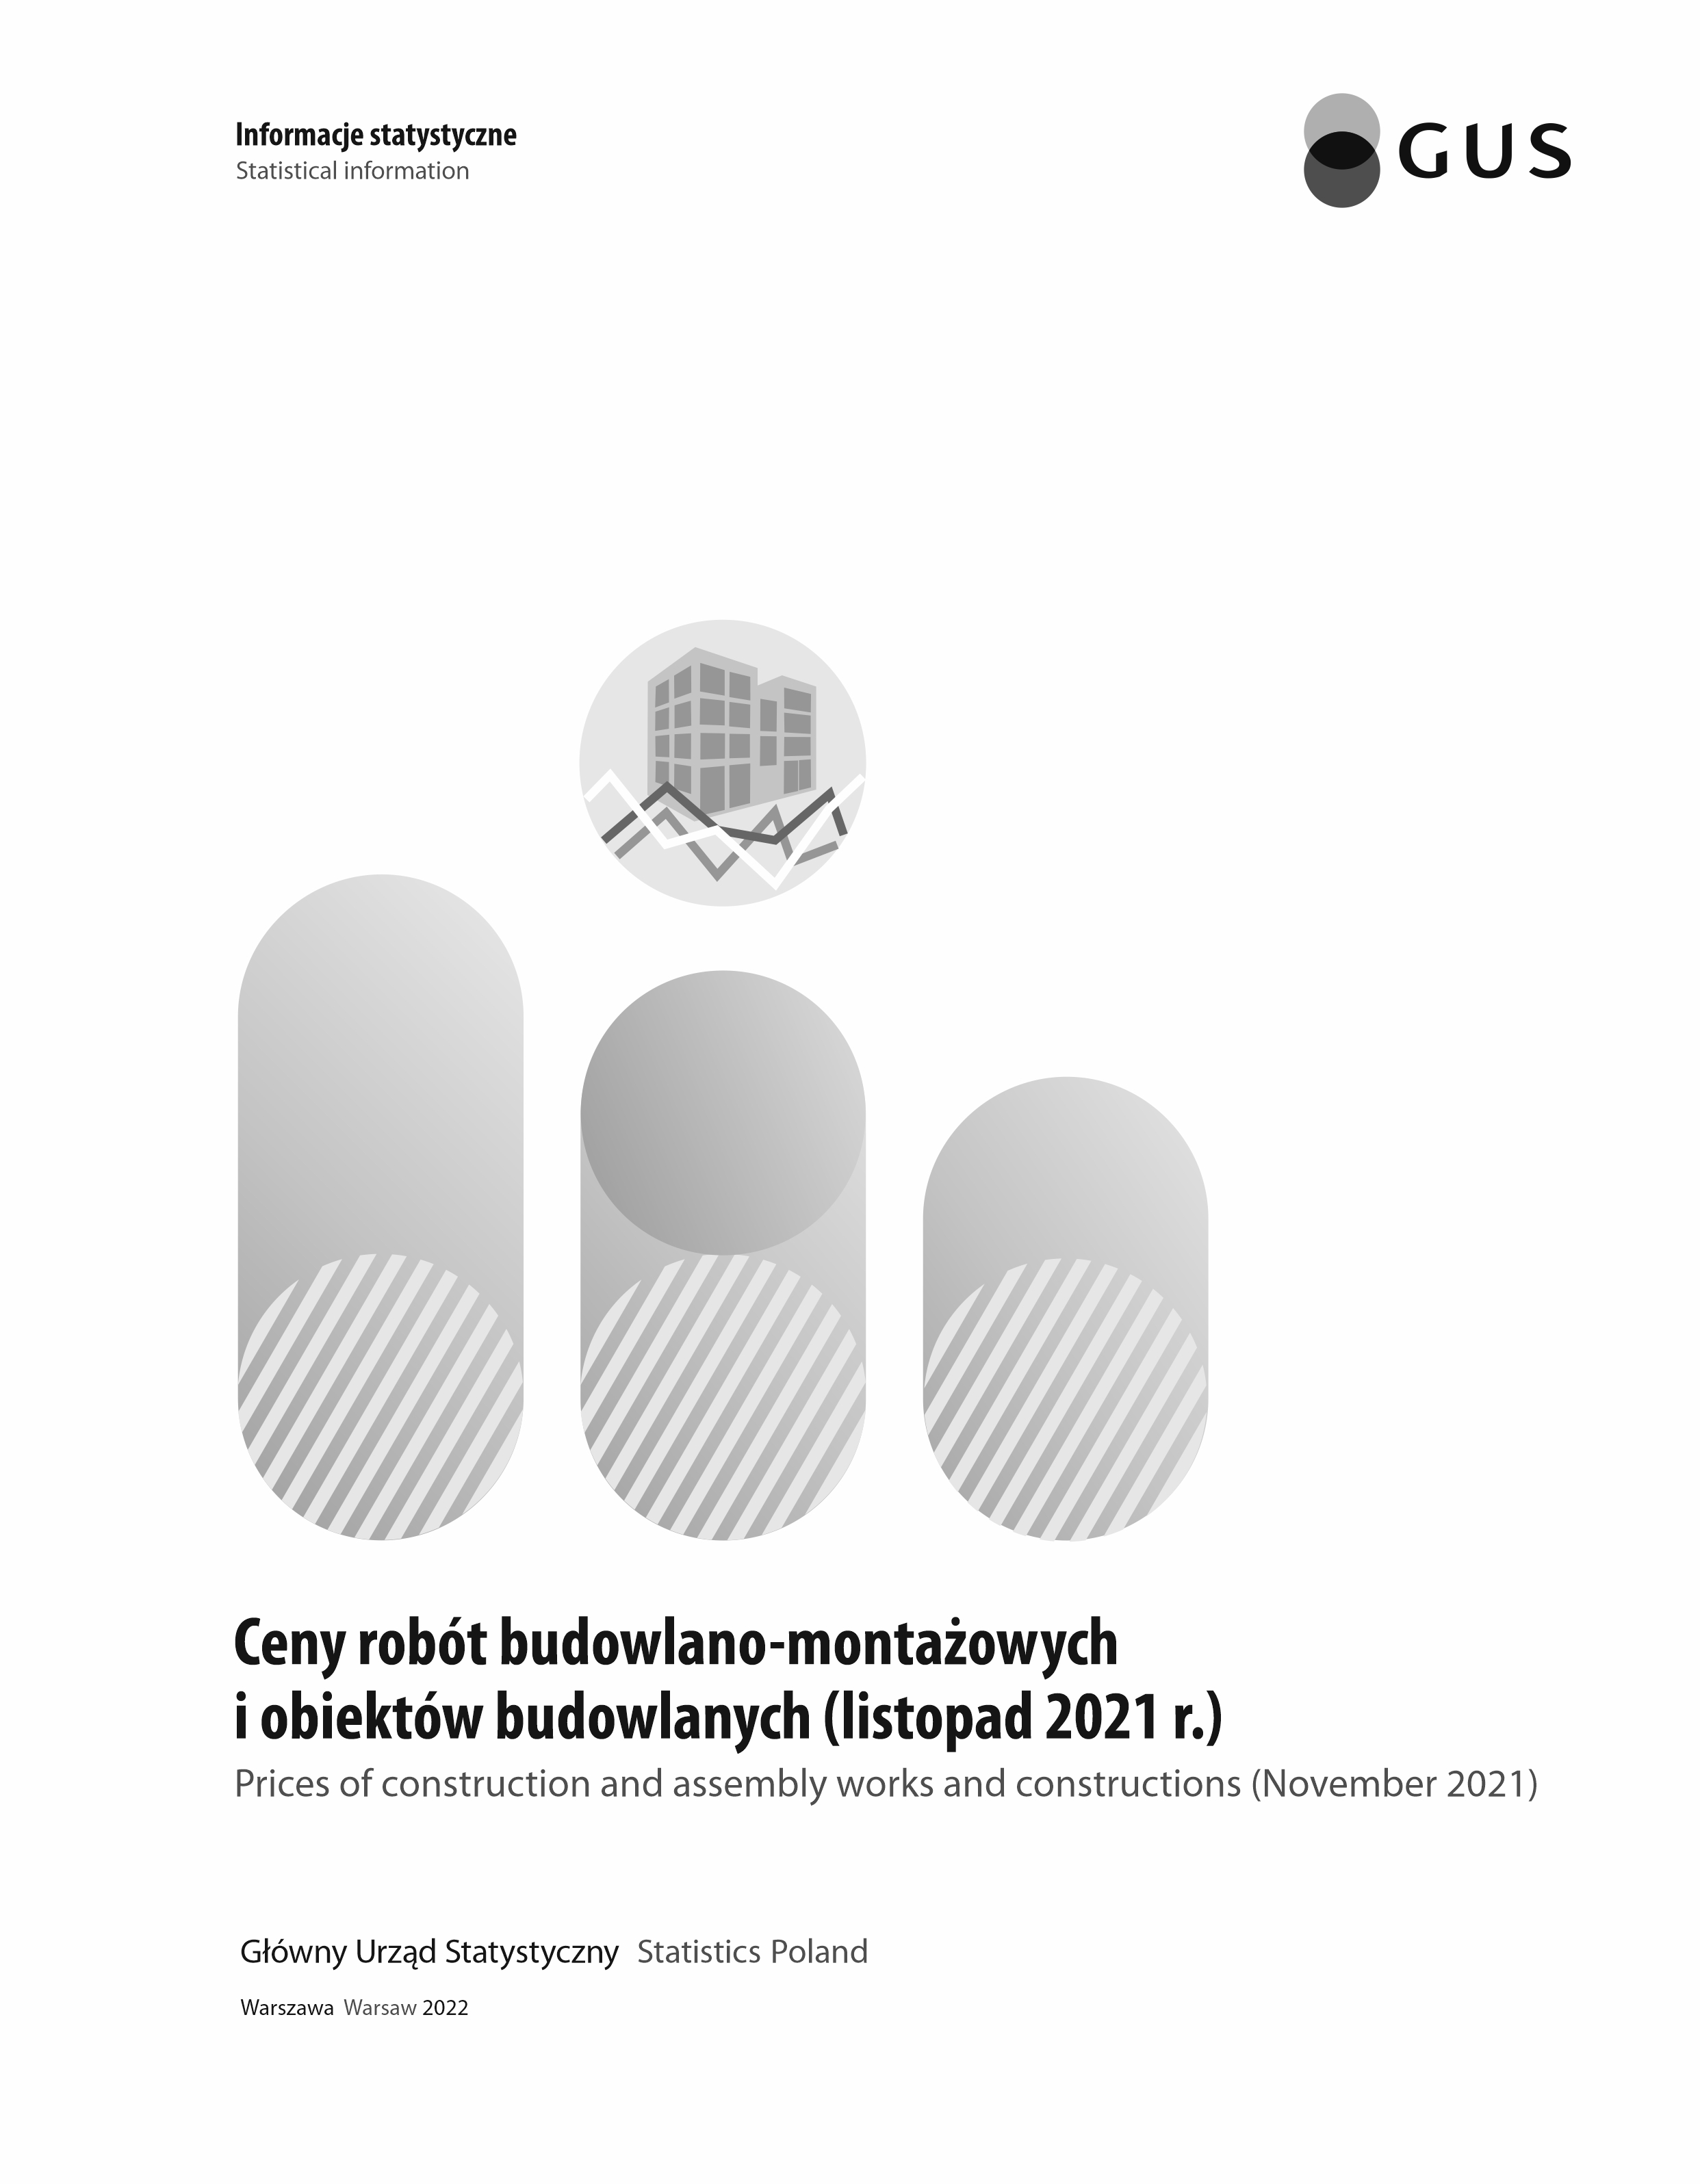 Informacje statystyczne
Statistical information
GUS
Ceny robót budowlano-montażowych
i obiektów budowlanych (listopad 2021 r.)
Prices of construction and assembly works and constructions (November 2021)
Główny Urząd Statystyczny Statistics Poland
Warszawa Warsaw 2022